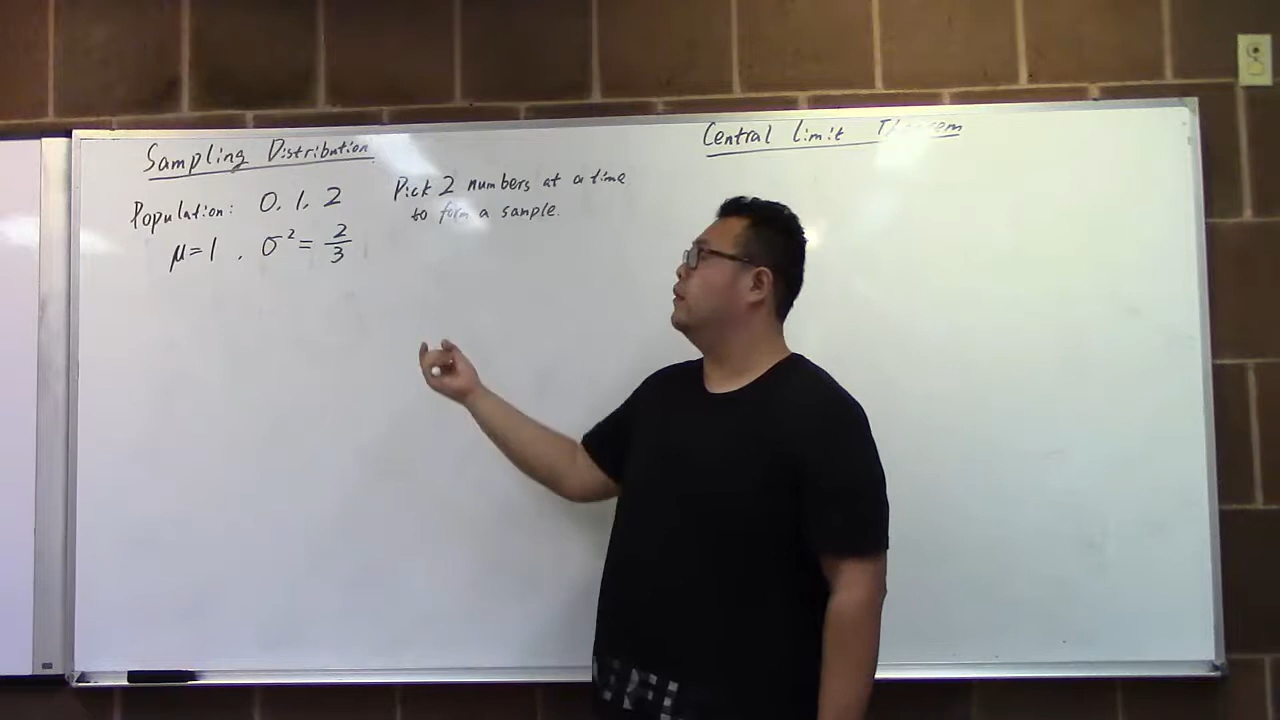 Sampling Distribution
Population: 0, 1, 2
μ=1 , σ² = 2/3
Pick 2 numbers at a time
to form a sample.
Central Limit Theorem